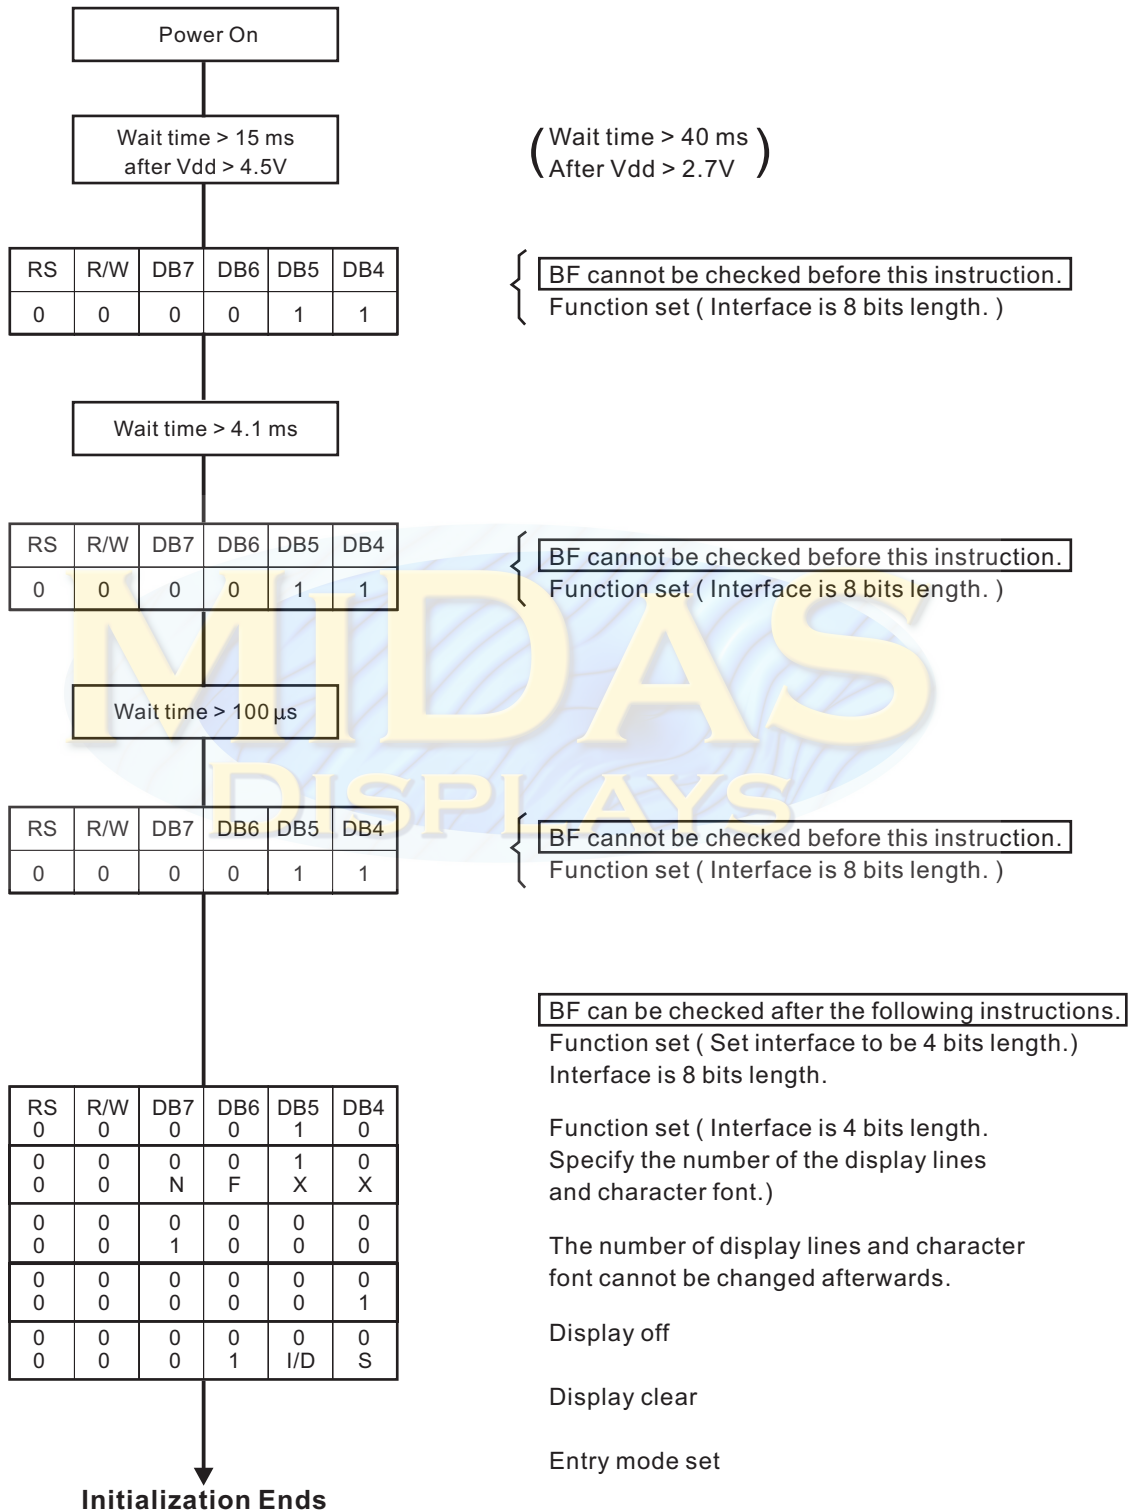 Power On
Wait time > 15 ms
after Vdd > 4.5V
(Wait time > 40 ms
After Vdd > 2.7V)
RS R/W DB7 DB6 DB5 DB4
0 0 0 0 1 1
BF cannot be checked before this instruction.
Function set ( Interface is 8 bits length. )
Wait time > 4.1 ms
RS R/W DB7 DB6 DB5 DB4
0 0 0 0 1 1
BF cannot be checked before this instruction.
Function set ( Interface is 8 bits length. )
MIDAS
DISPLAYS
Wait time > 100 µs
RS R/W DB7 DB6 DB5 DB4
0 0 0 0 1 1
BF cannot be checked before this instruction.
Function set ( Interface is 8 bits length. )
BF can be checked after the following instructions.
Function set ( Set interface to be 4 bits length.)
Interface is 8 bits length.
RS R/W DB7 DB6 DB5 DB4
0 0 0 0 1 0
0 0 0 0 1 0
0 0 N F X X
0 0 0 0 0 0
0 0 1 0 0 0
0 0 0 0 0 0
0 0 0 0 0 1
0 0 0 0 0 0
0 0 0 1 I/D S
Function set ( Interface is 4 bits length.
Specify the number of the display lines
and character font.)
The number of display lines and character
font cannot be changed afterwards.
Display off
Display clear
Entry mode set
Initialization Ends